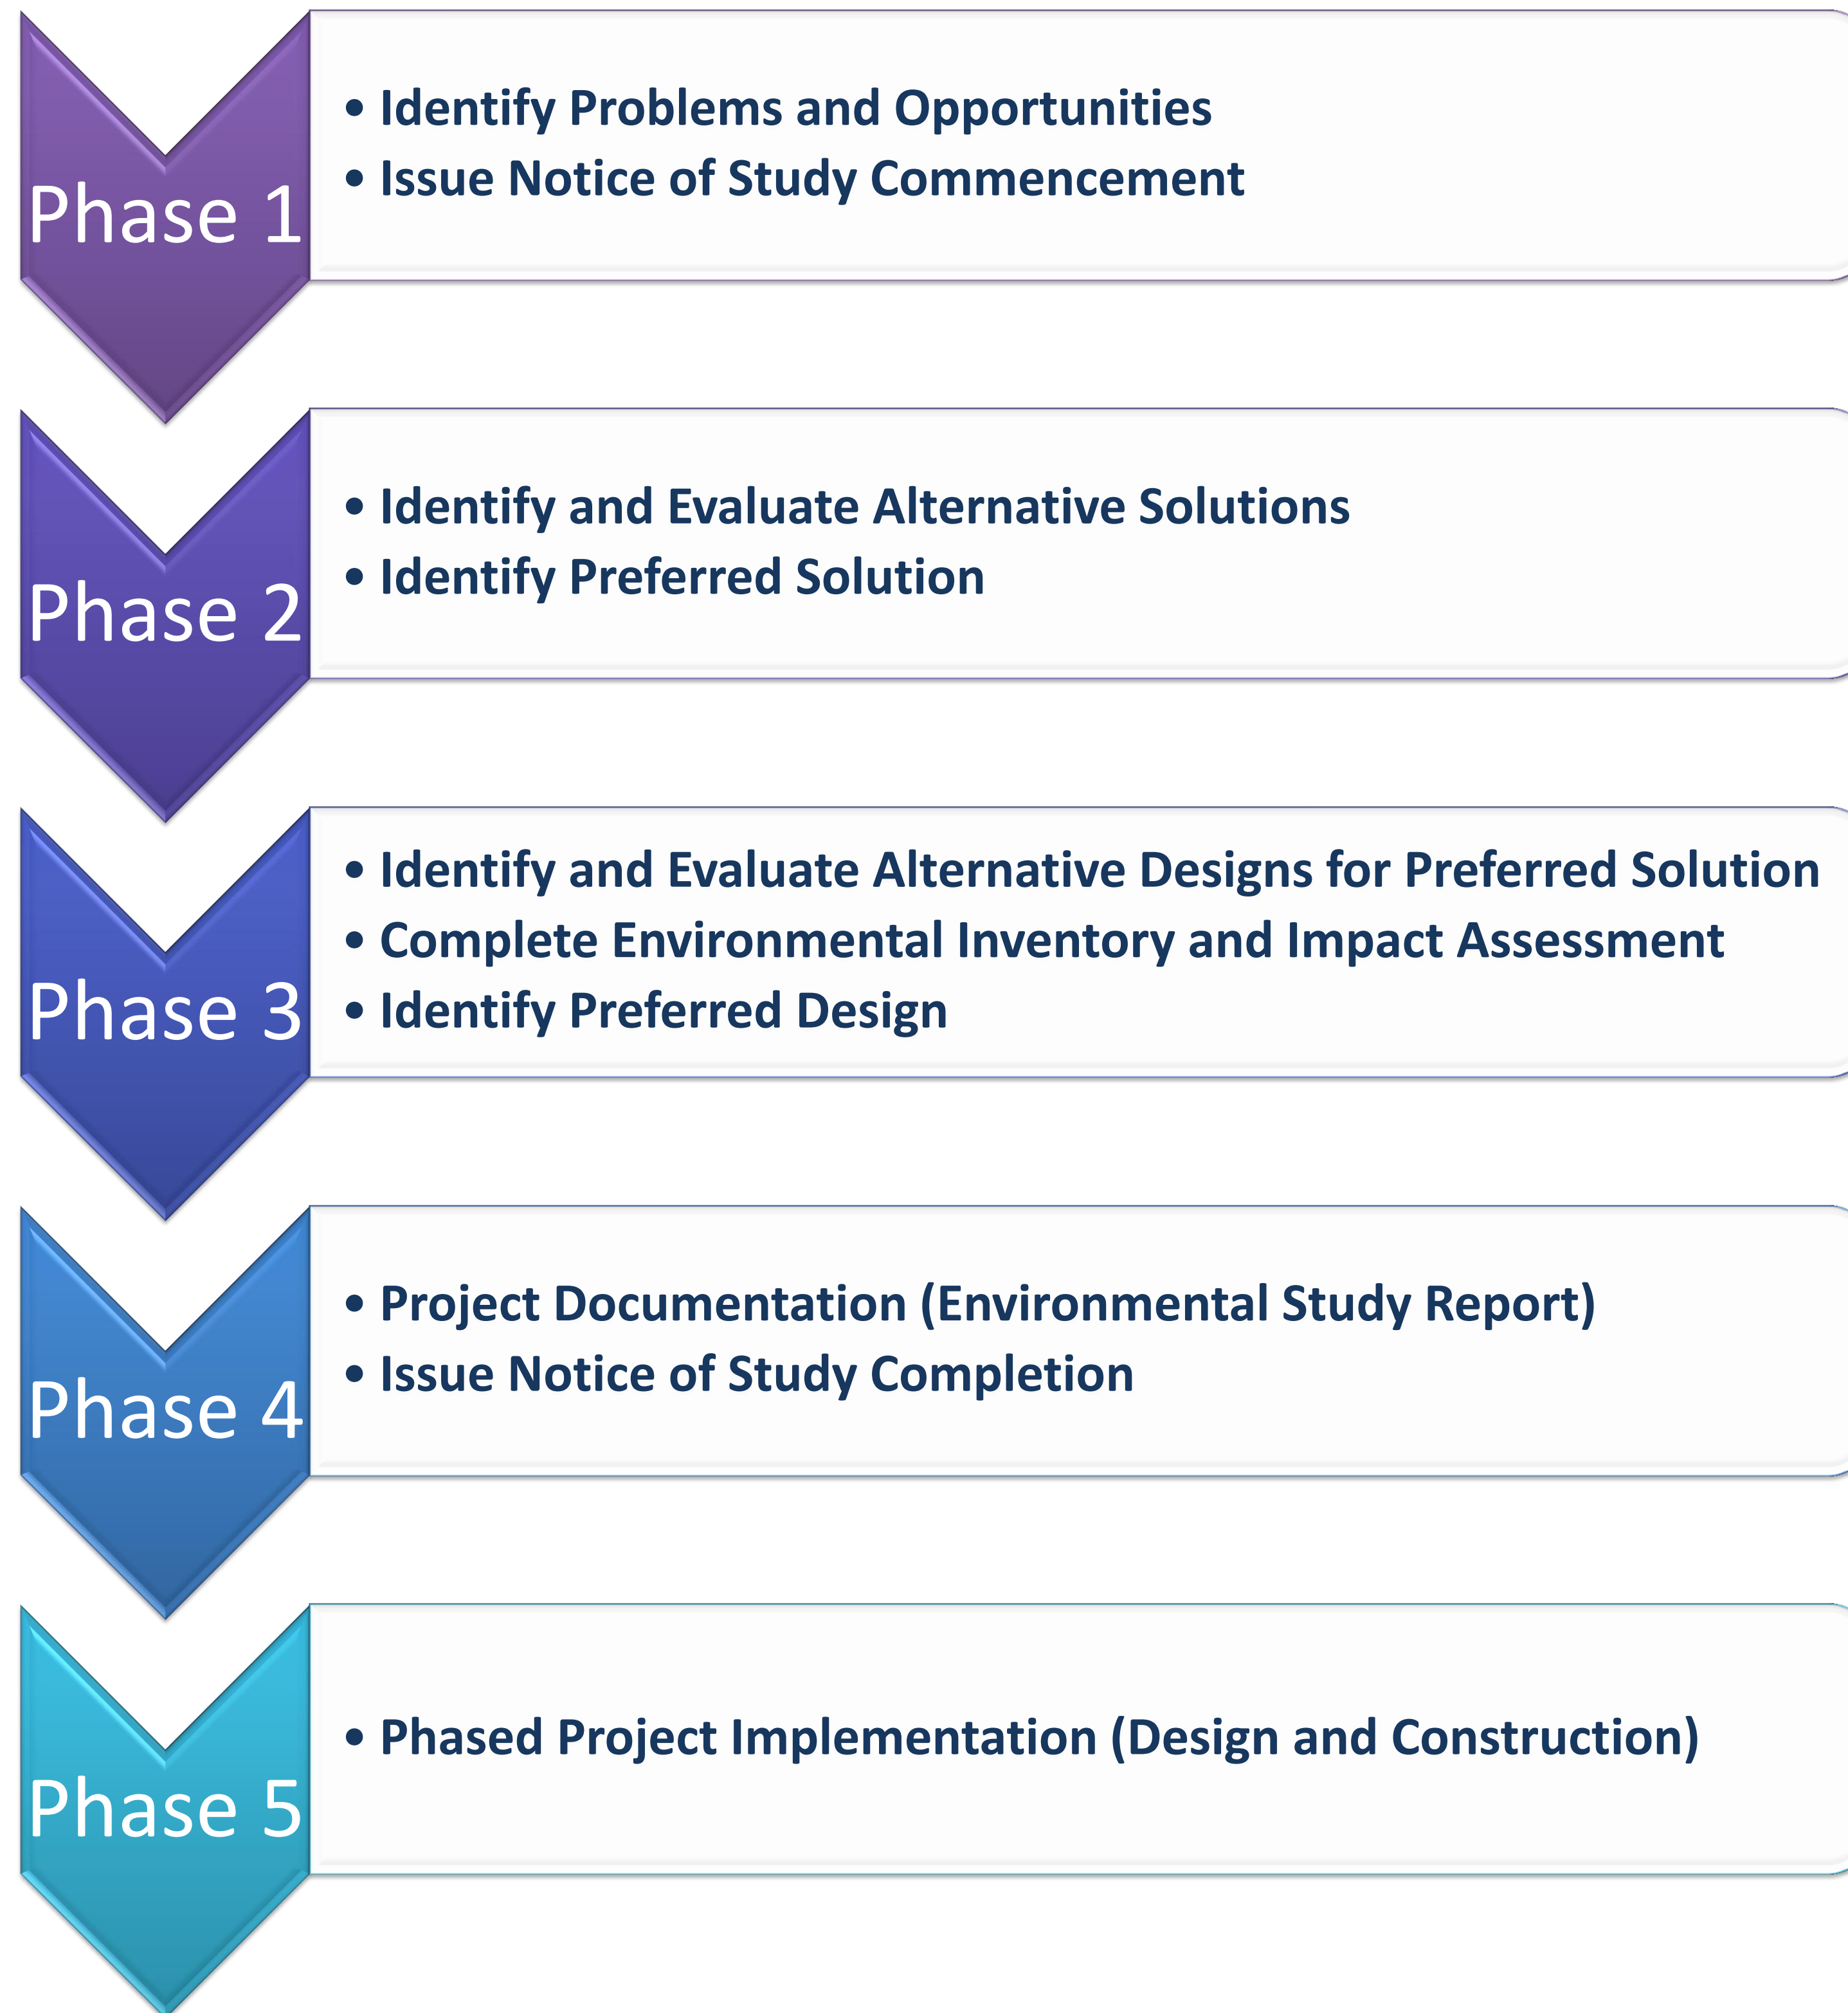 Phase 1
• Identify Problems and Opportunities
• Issue Notice of Study Commencement
Phase 2
• Identify and Evaluate Alternative Solutions
• Identify Preferred Solution
Phase 3
• Identify and Evaluate Alternative Designs for Preferred Solution
• Complete Environmental Inventory and Impact Assessment
• Identify Preferred Design
Phase 4
• Project Documentation (Environmental Study Report)
• Issue Notice of Study Completion
Phase 5
• Phased Project Implementation (Design and Construction)